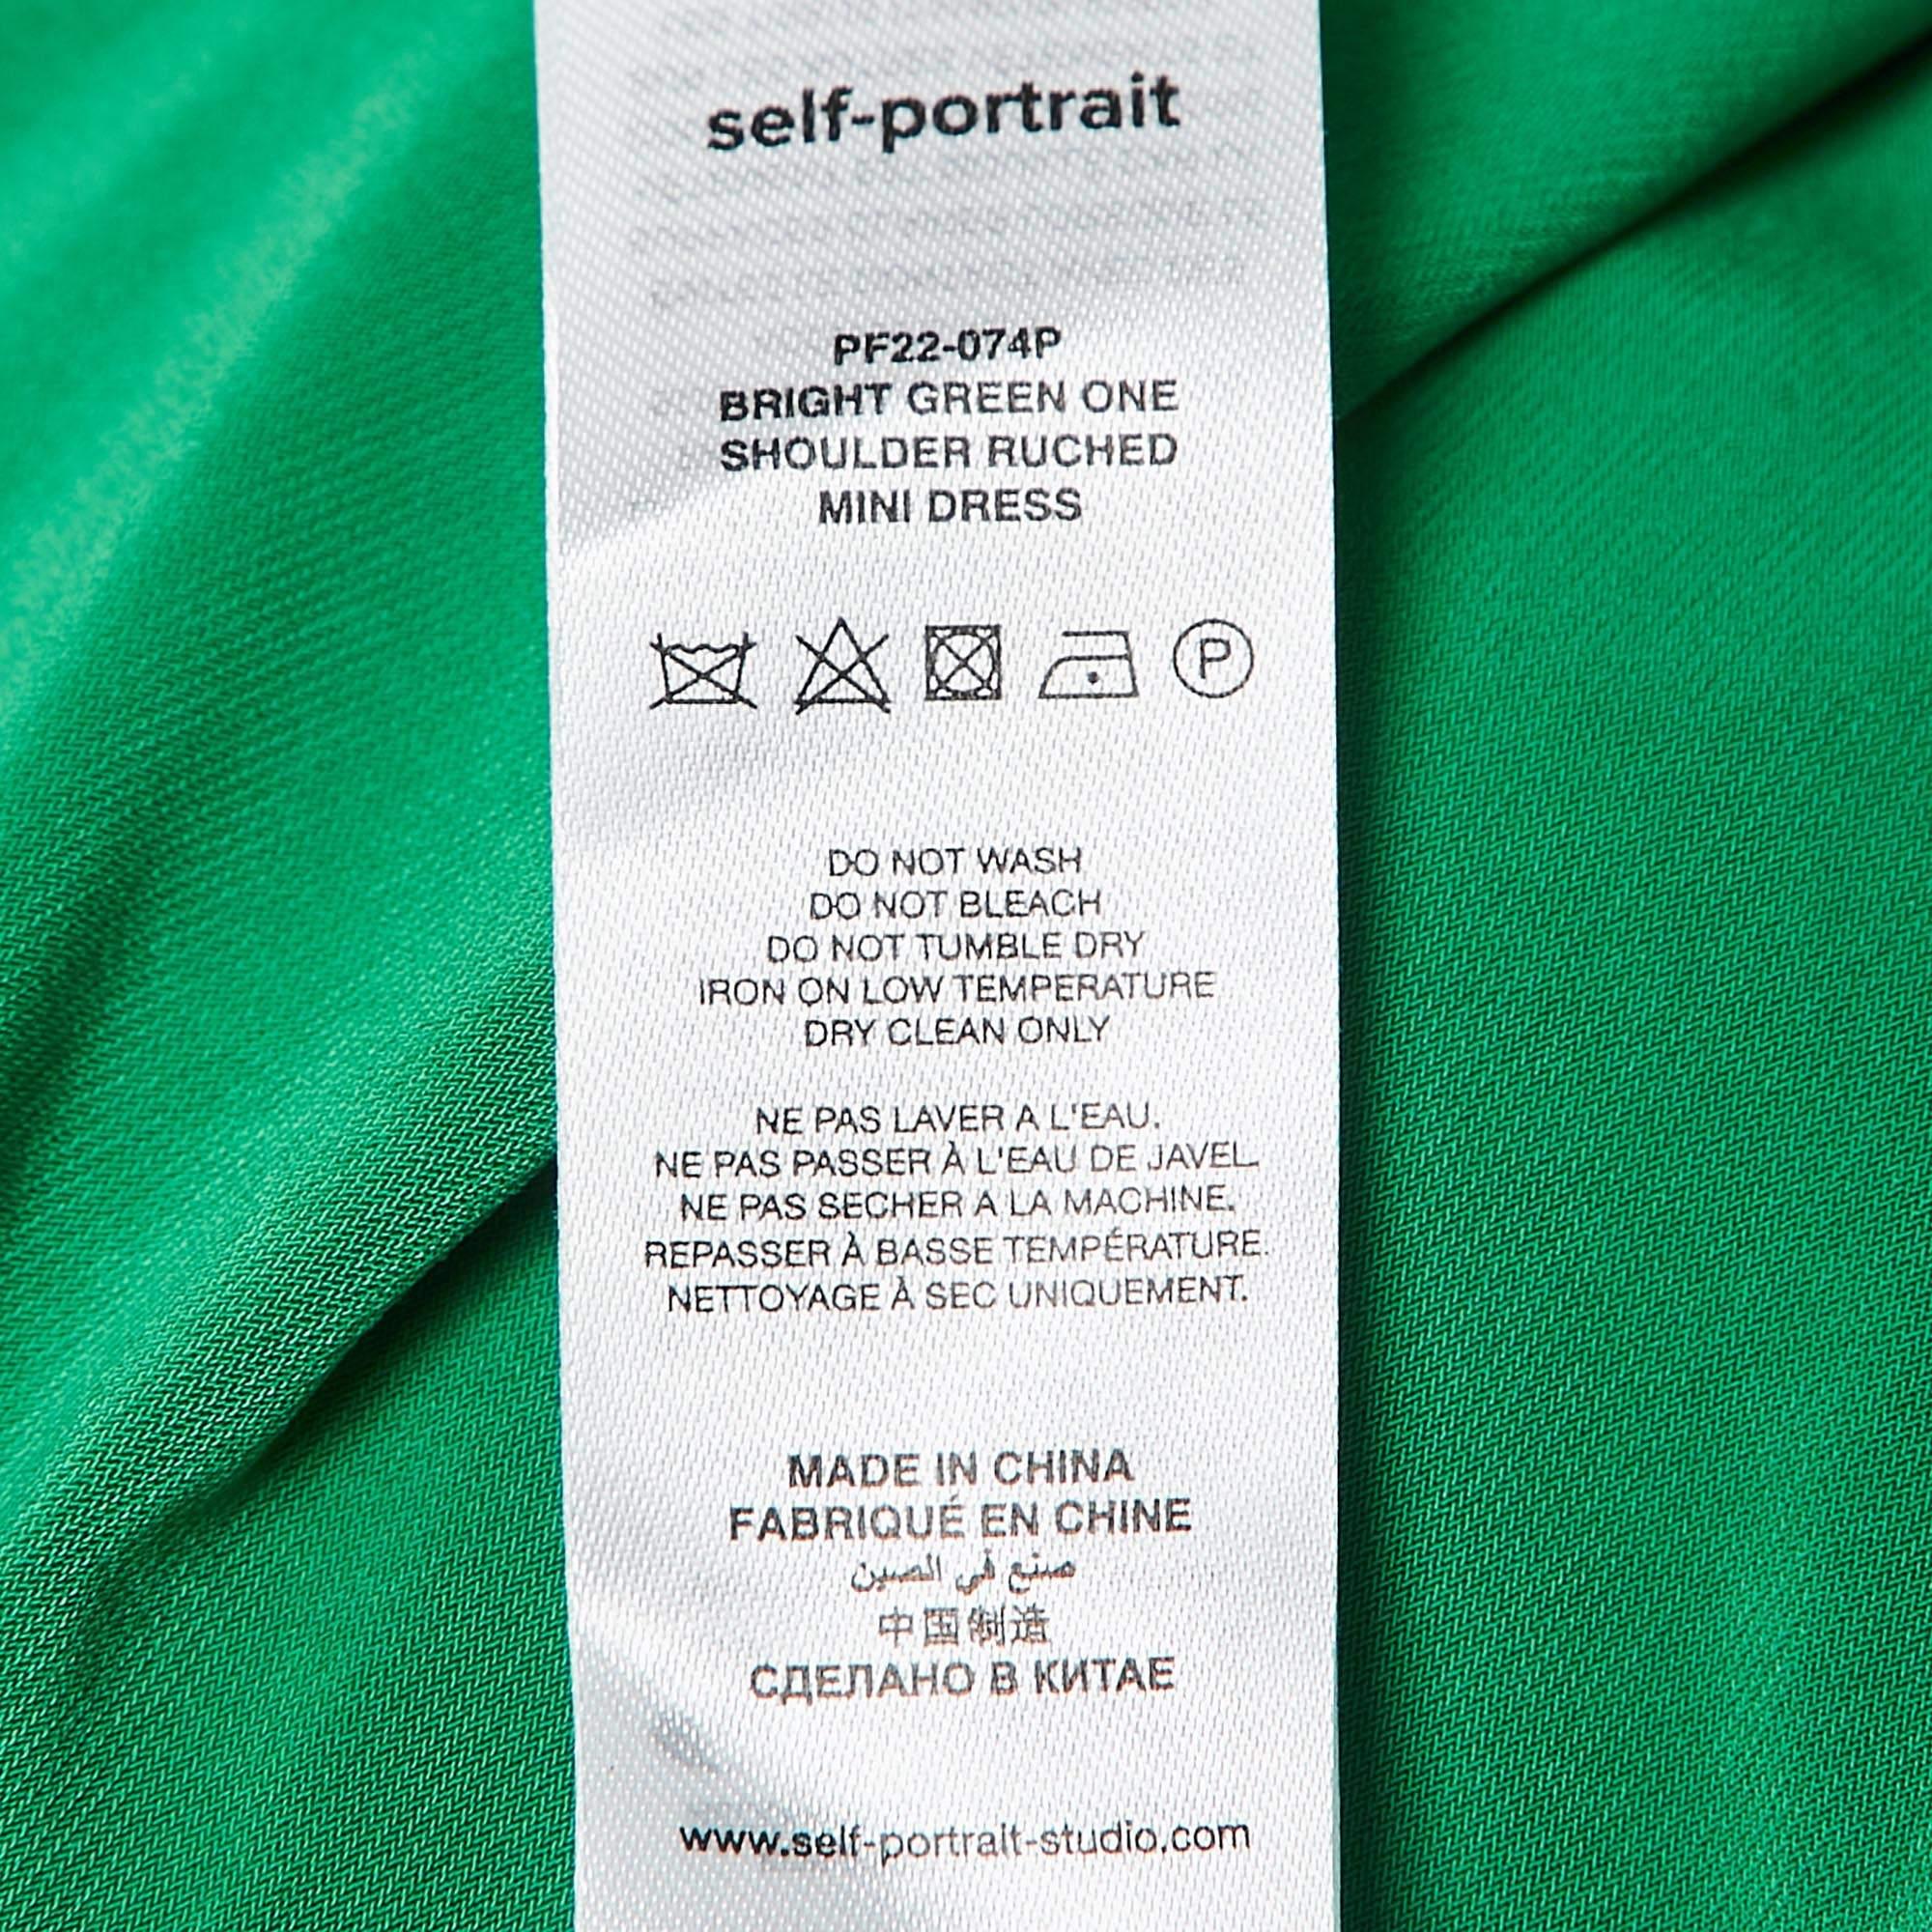 self-portrait
PF22-074P
BRIGHT GREEN ONE
SHOULDER RUCHED
MINI DRESS
P
DO NOT WASH
DO NOT BLEACH
DO NOT TUMBLE DRY
IRON ON LOW TEMPERATURE
DRY CLEAN ONLY
NE PAS LAVER A L'EAU.
NE PAS PASSER À L'EAU DE JAVEL.
NE PAS SECHER A LA MACHINE.
REPASSER À BASSE TEMPÉRATURE.
NETTOYAGE À SEC UNIQUEMENT.
MADE IN CHINA
FABRIQUÉ EN CHINE
صنع في الصين
中国制造
СДЕЛАНО В КИТАЕ
www.self-portrait-studio.com